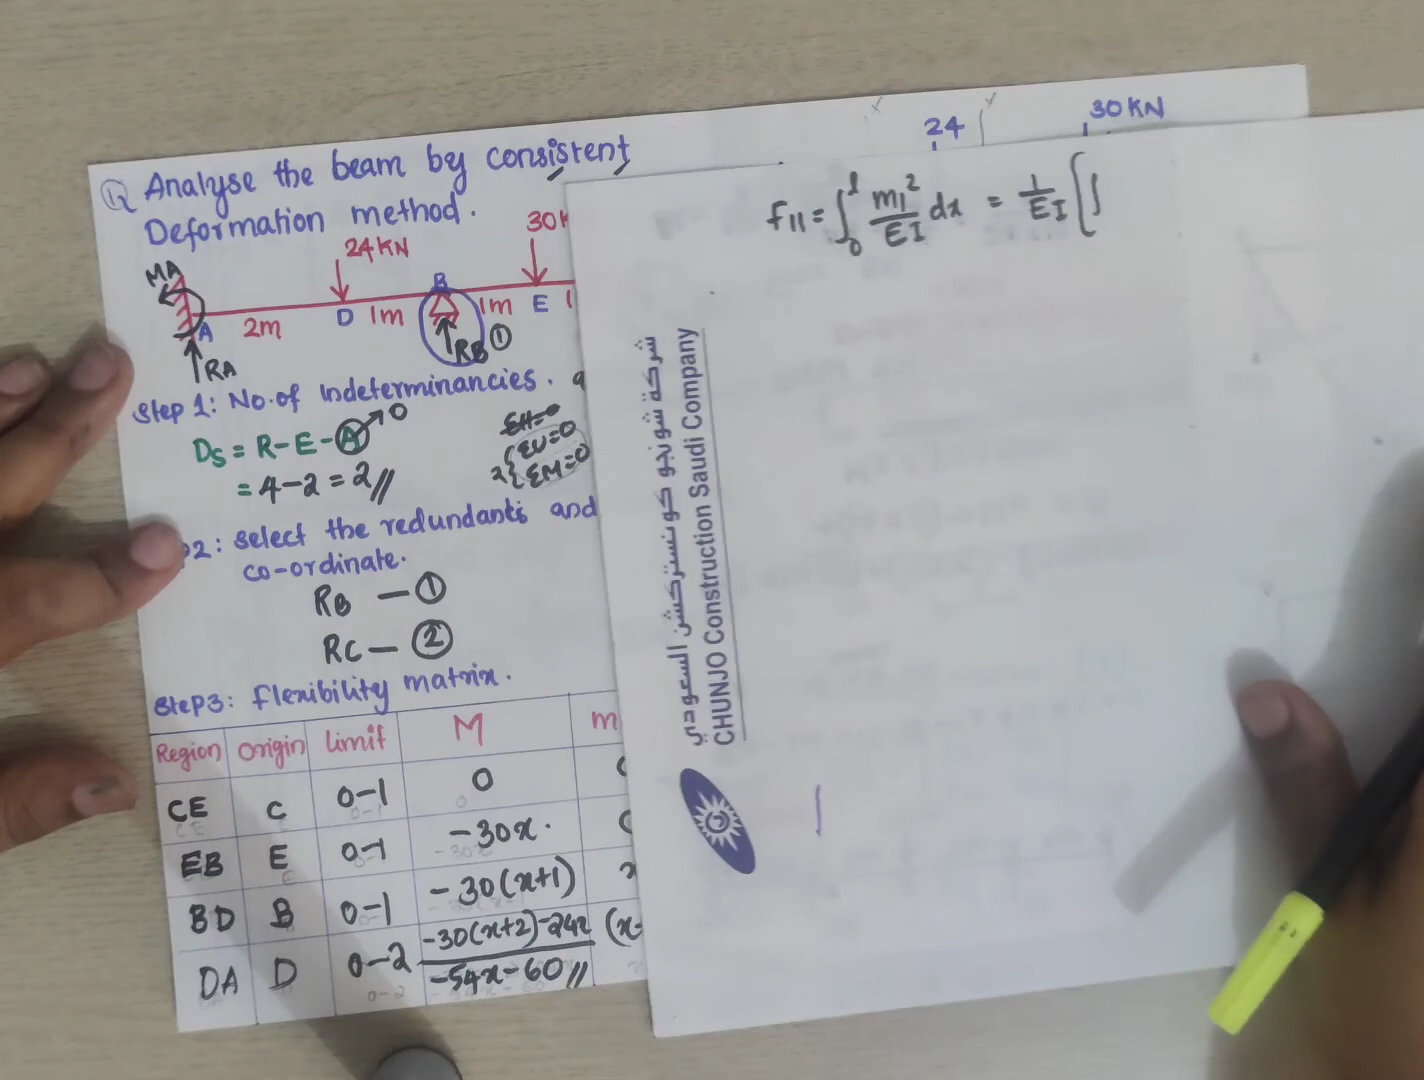 Q Analyse the beam by consistent
Deformation method.
24 KN
MA
A
2m
D
1m
B
1m
E
RA
RB ①
Step 1: No. of Indeterminancies.
Ds = R-E-A → 0
= 4-2 = 2//
ΣH=0
ΣV=0
2 { ΣM=0
2: select the redundants and
co-ordinate.
RB — ①
RC — ②
Step3: flexibility matrix.
Region origin limit M m
CE C 0-1 0
EB E 0-1 -30x.
BD B 0-1 -30(x+1)
DA D 0-2 -30(x+2)-24x
-54x-60//
24
30 KN
f11 = ∫₀ˡ m1²/EI dx = 1/EI [∫
شركة شونجو كونستركشن السعودي
CHUNJO Construction Saudi Company